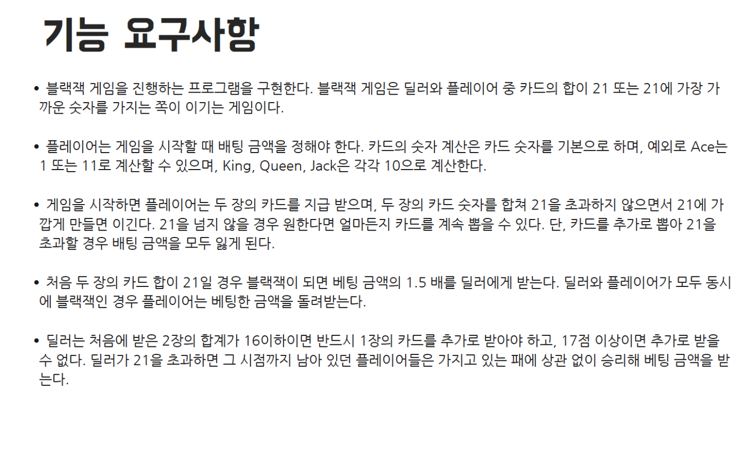 기능 요구사항
• 블랙잭 게임을 진행하는 프로그램을 구현한다. 블랙잭 게임은 딜러와 플레이어 중 카드의 합이 21 또는 21에 가장 가
까운 숫자를 가지는 쪽이 이기는 게임이다.
• 플레이어는 게임을 시작할 때 배팅 금액을 정해야 한다. 카드의 숫자 계산은 카드 숫자를 기본으로 하며, 예외로 Ace는
1 또는 11로 계산할 수 있으며, King, Queen, Jack은 각각 10으로 계산한다.
• 게임을 시작하면 플레이어는 두 장의 카드를 지급 받으며, 두 장의 카드 숫자를 합쳐 21을 초과하지 않으면서 21에 가
깝게 만들면 이긴다. 21을 넘지 않을 경우 원한다면 얼마든지 카드를 계속 뽑을 수 있다. 단, 카드를 추가로 뽑아 21을
초과할 경우 배팅 금액을 모두 잃게 된다.
• 처음 두 장의 카드 합이 21일 경우 블랙잭이 되면 베팅 금액의 1.5 배를 딜러에게 받는다. 딜러와 플레이어가 모두 동시
에 블랙잭인 경우 플레이어는 베팅한 금액을 돌려받는다.
• 딜러는 처음에 받은 2장의 합계가 16이하이면 반드시 1장의 카드를 추가로 받아야 하고, 17점 이상이면 추가로 받을
수 없다. 딜러가 21을 초과하면 그 시점까지 남아 있던 플레이어들은 가지고 있는 패에 상관 없이 승리해 베팅 금액을 받
는다.